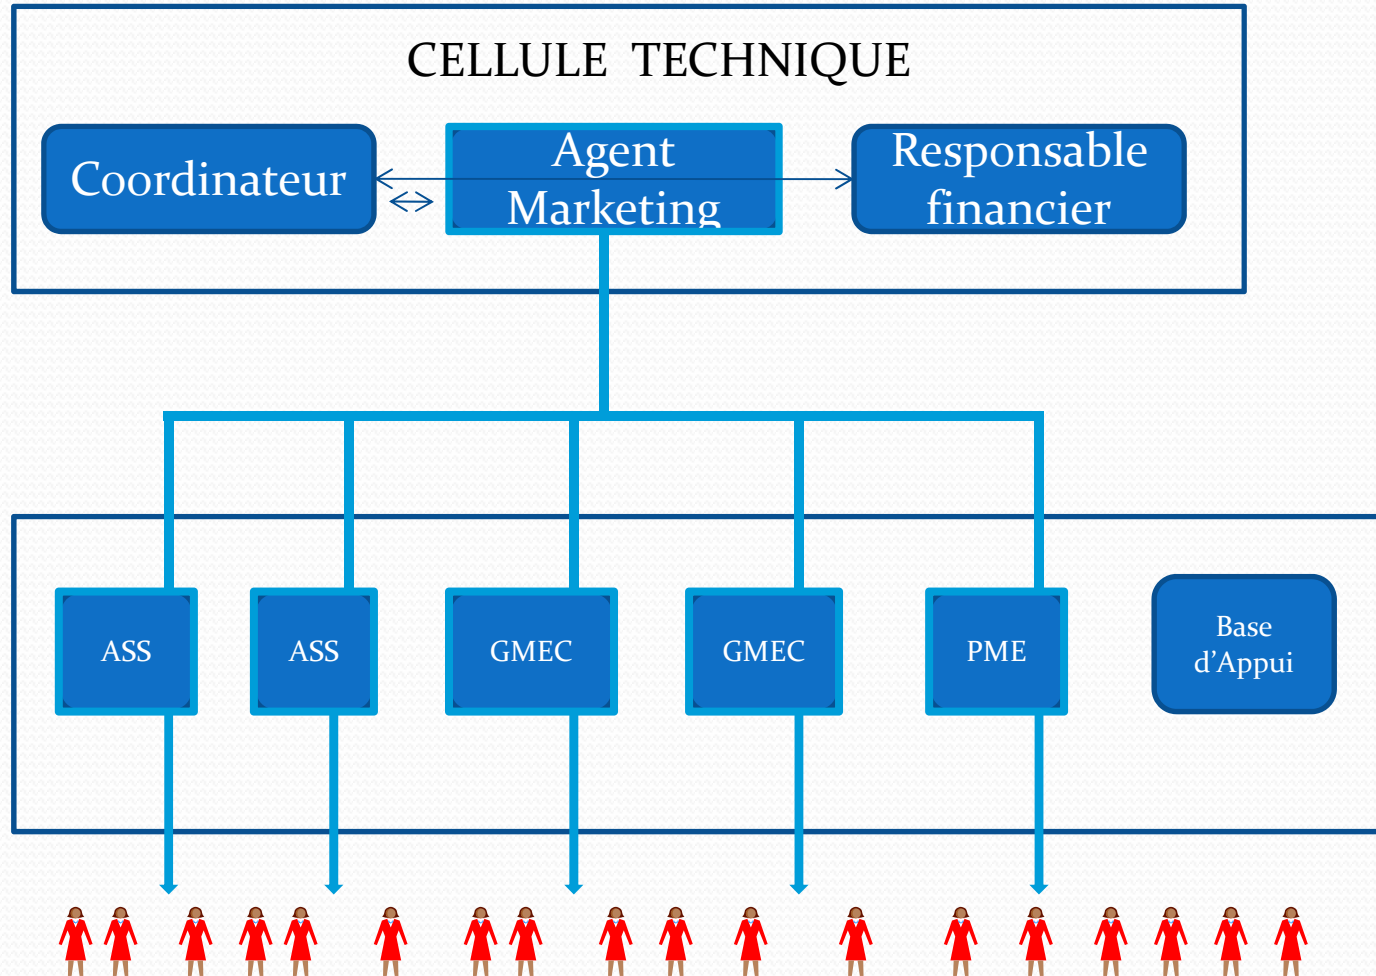 CELLULE TECHNIQUE
Coordinateur
Agent
Marketing
Responsable
financier
ASS
ASS
GMEC
GMEC
PME
Base
d'Appui